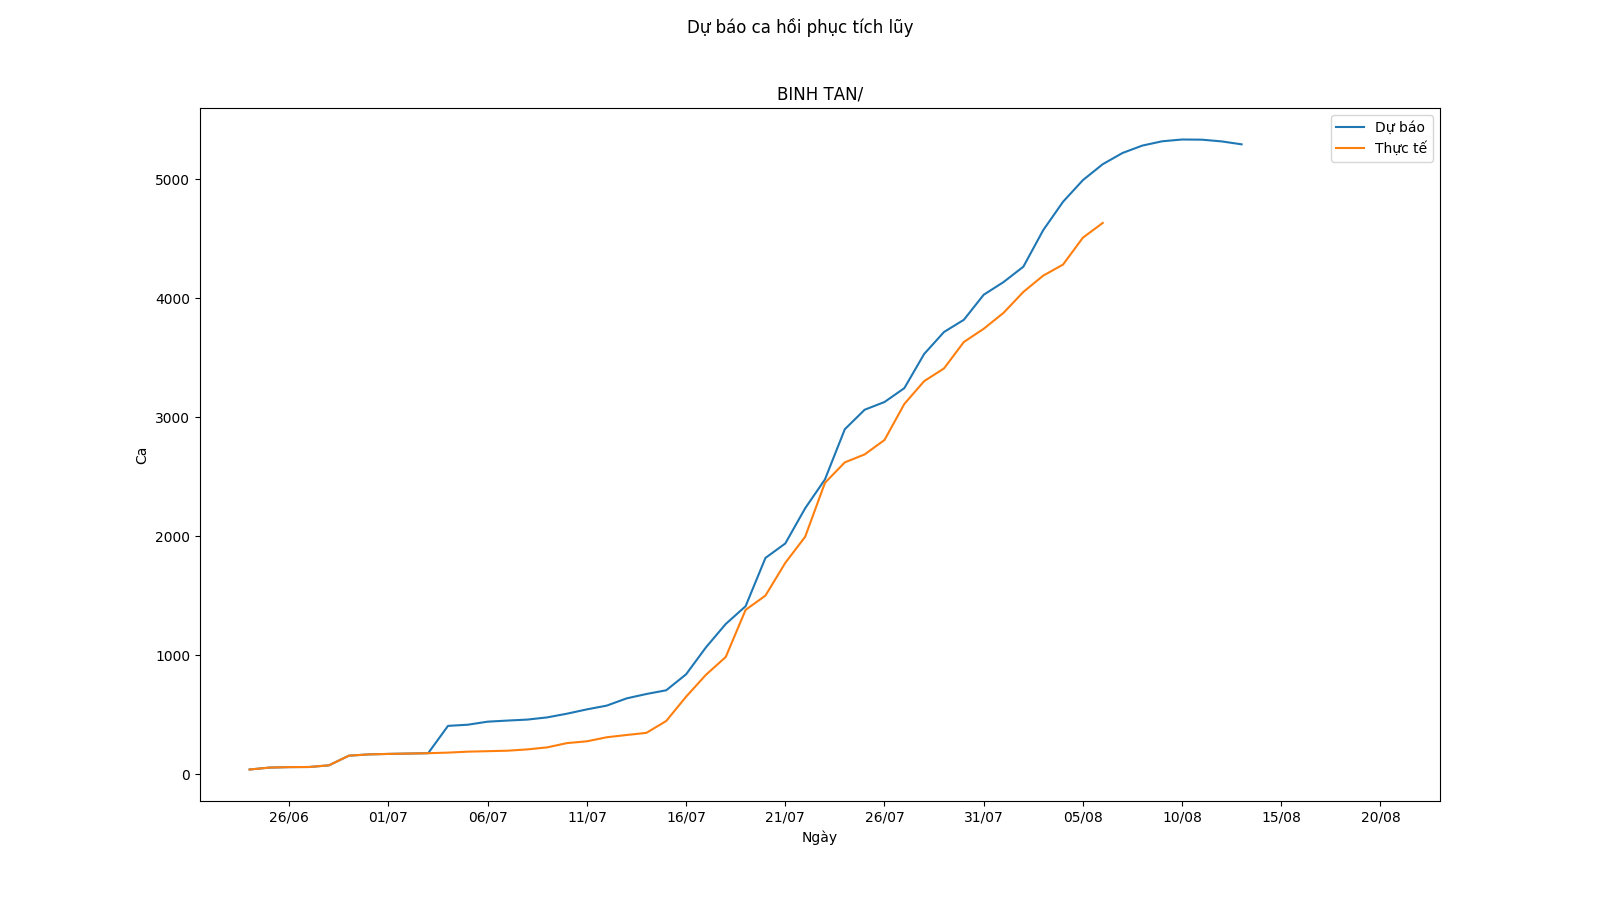 Dự báo ca hồi phục tích lũy
BINH TAN/
Dự báo
Thực tế
5000
4000
3000
2000
1000
0
Ca
26/06 01/07 06/07 11/07 16/07 21/07 26/07 31/07 05/08 10/08 15/08 20/08
Ngày